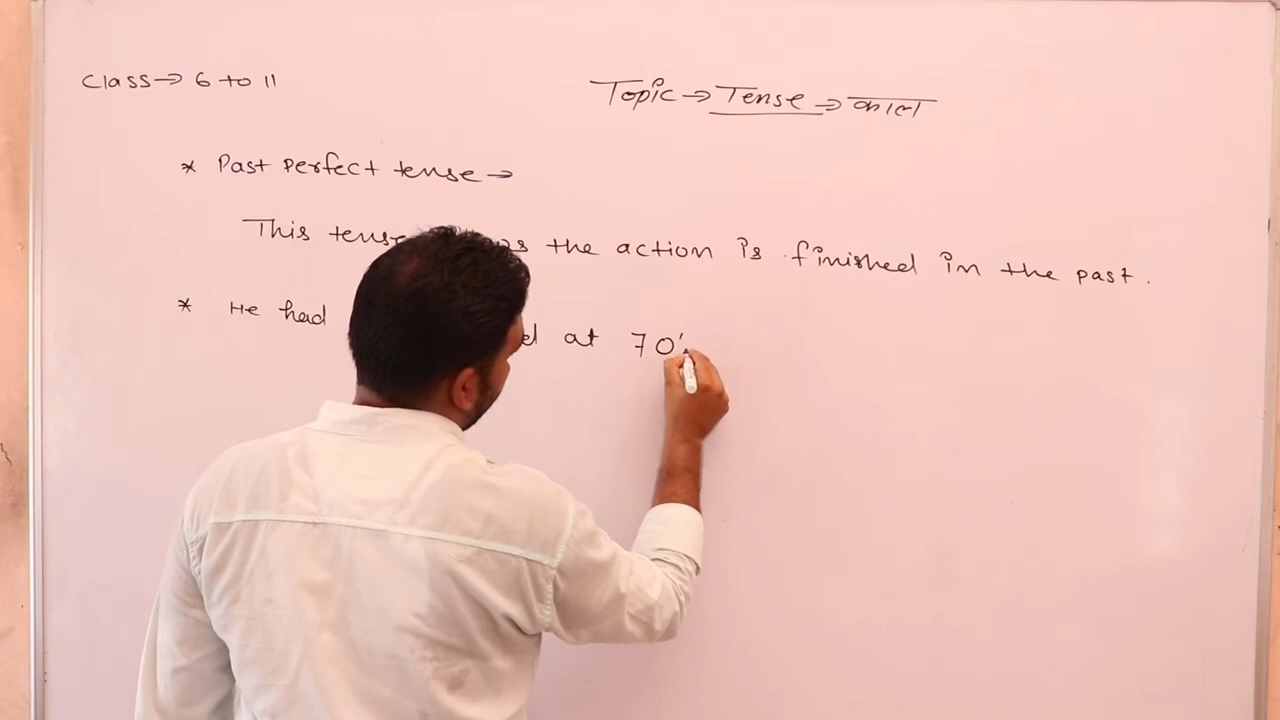 Class→ 6 to 11
Topic → Tense → काल
* Past perfect tense →
This tense the action is finished in the past.
* He had at 70'